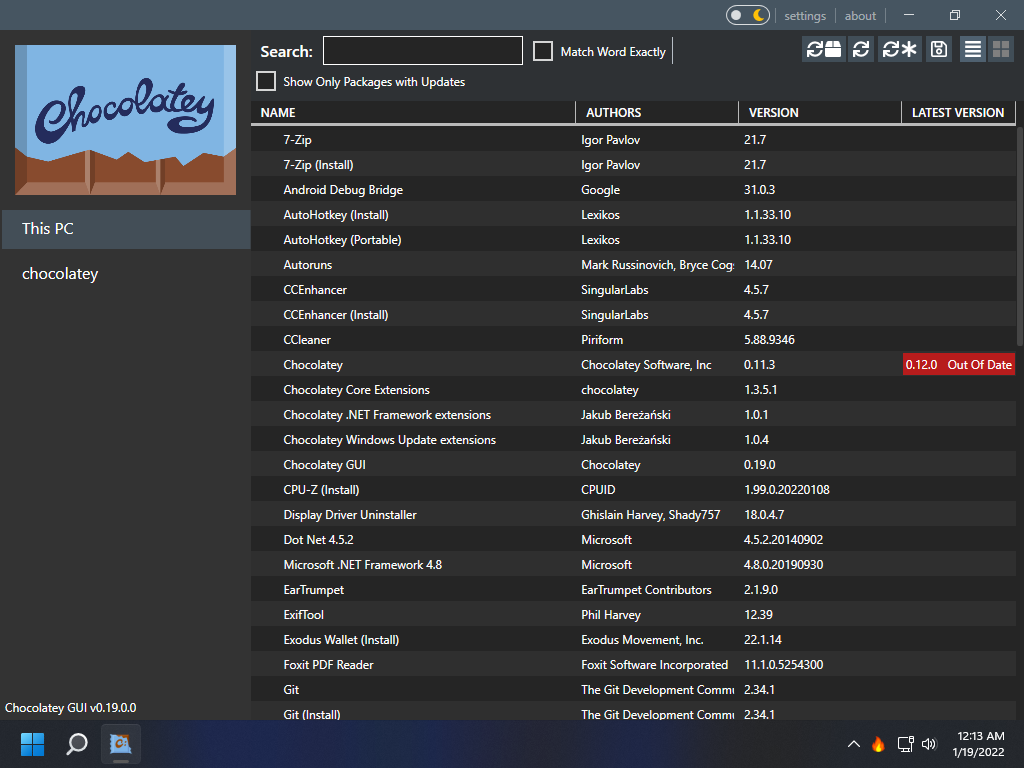 settings about
Chocolatey
Search: Match Word Exactly
Show Only Packages with Updates
NAME AUTHORS VERSION LATEST VERSION
This PC
chocolatey
7-Zip Igor Pavlov 21.7
7-Zip (Install) Igor Pavlov 21.7
Android Debug Bridge Google 31.0.3
AutoHotkey (Install) Lexikos 1.1.33.10
AutoHotkey (Portable) Lexikos 1.1.33.10
Autoruns Mark Russinovich, Bryce Cog 14.07
CCEnhancer SingularLabs 4.5.7
CCEnhancer (Install) SingularLabs 4.5.7
CCleaner Piriform 5.88.9346
Chocolatey Chocolatey Software, Inc 0.11.3 0.12.0 Out Of Date
Chocolatey Core Extensions chocolatey 1.3.5.1
Chocolatey .NET Framework extensions Jakub Bereżański 1.0.1
Chocolatey Windows Update extensions Jakub Bereżański 1.0.4
Chocolatey GUI Chocolatey 0.19.0
CPU-Z (Install) CPUID 1.99.0.20220108
Display Driver Uninstaller Ghislain Harvey, Shady757 18.0.4.7
Dot Net 4.5.2 Microsoft 4.5.2.20140902
Microsoft .NET Framework 4.8 Microsoft 4.8.0.20190930
EarTrumpet EarTrumpet Contributors 2.1.9.0
ExifTool Phil Harvey 12.39
Exodus Wallet (Install) Exodus Movement, Inc. 22.1.14
Foxit PDF Reader Foxit Software Incorporated 11.1.0.5254300
Git The Git Development Commu 2.34.1
Git (Install) The Git Development Commu 2.34.1
Chocolatey GUI v0.19.0.0
12:13 AM
1/19/2022